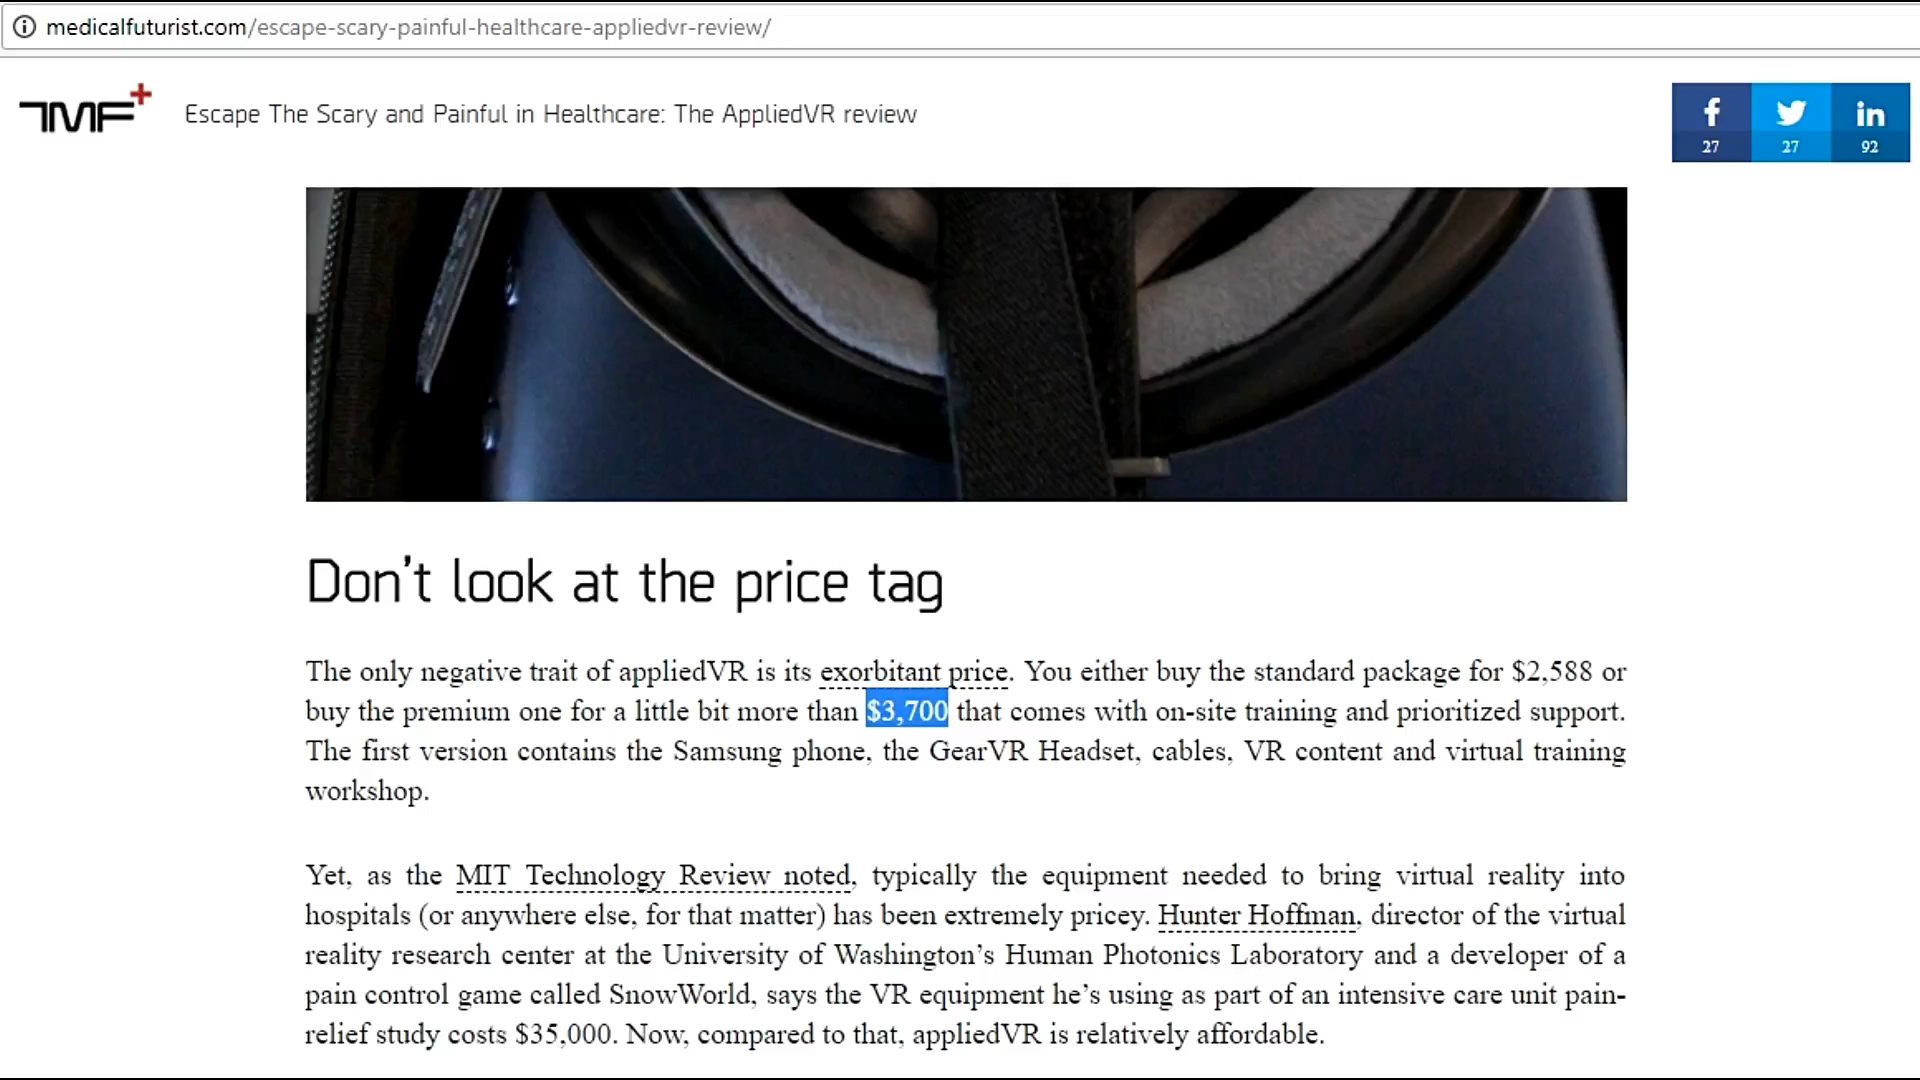 medicalfuturist.com/escape-scary-painful-healthcare-appliedvr-review/
TMF+ Escape The Scary and Painful in Healthcare: The AppliedVR review
f in
27 27 92
Don't look at the price tag
The only negative trait of appliedVR is its exorbitant price. You either buy the standard package for $2,588 or
buy the premium one for a little bit more than $3,700 that comes with on-site training and prioritized support.
The first version contains the Samsung phone, the GearVR Headset, cables, VR content and virtual training
workshop.
Yet, as the MIT Technology Review noted, typically the equipment needed to bring virtual reality into
hospitals (or anywhere else, for that matter) has been extremely pricey. Hunter Hoffman, director of the virtual
reality research center at the University of Washington’s Human Photonics Laboratory and a developer of a
pain control game called SnowWorld, says the VR equipment he’s using as part of an intensive care unit pain-
relief study costs $35,000. Now, compared to that, appliedVR is relatively affordable.